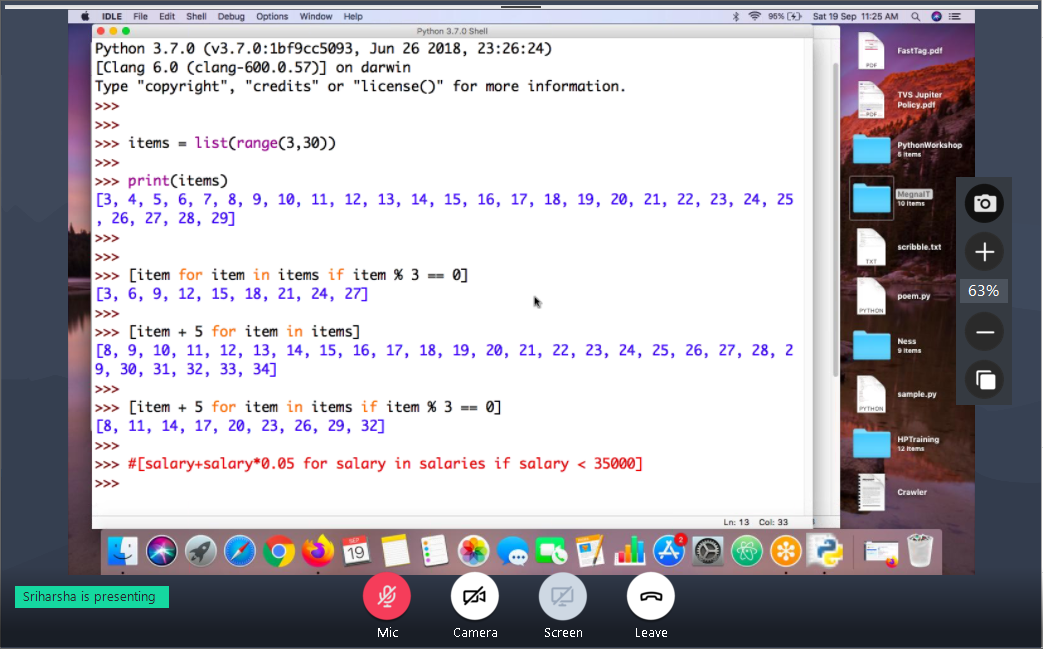 IDLE File Edit Shell Debug Options Window Help 95% Sat 19 Sep 11:25 AM
Python 3.7.0 Shell
Python 3.7.0 (v3.7.0:1bf9cc5093, Jun 26 2018, 23:26:24)
[Clang 6.0 (clang-600.0.57)] on darwin
Type "copyright", "credits" or "license()" for more information.
>>>
>>>
>>> items = list(range(3,30))
>>>
>>> print(items)
[3, 4, 5, 6, 7, 8, 9, 10, 11, 12, 13, 14, 15, 16, 17, 18, 19, 20, 21, 22, 23, 24, 25
, 26, 27, 28, 29]
>>>
>>>
>>> [item for item in items if item % 3 == 0]
[3, 6, 9, 12, 15, 18, 21, 24, 27]
>>>
>>> [item + 5 for item in items]
[8, 9, 10, 11, 12, 13, 14, 15, 16, 17, 18, 19, 20, 21, 22, 23, 24, 25, 26, 27, 28, 2
9, 30, 31, 32, 33, 34]
>>>
>>> [item + 5 for item in items if item % 3 == 0]
[8, 11, 14, 17, 20, 23, 26, 29, 32]
>>>
>>> #[salary+salary*0.05 for salary in salaries if salary < 35000]
>>>
Ln: 13 Col: 33
PDF
FastTag.pdf
PDF
TVS Jupiter
Policy.pdf
PythonWorkshop
6 items
MegnaIT
10 items
TXT
scribble.txt
PYTHON
poem.py
Ness
9 items
PYTHON
sample.py
HPTraining
12 items
Crawler
63%
SEP
19
2
Sriharsha is presenting
Mic
Camera
Screen
Leave